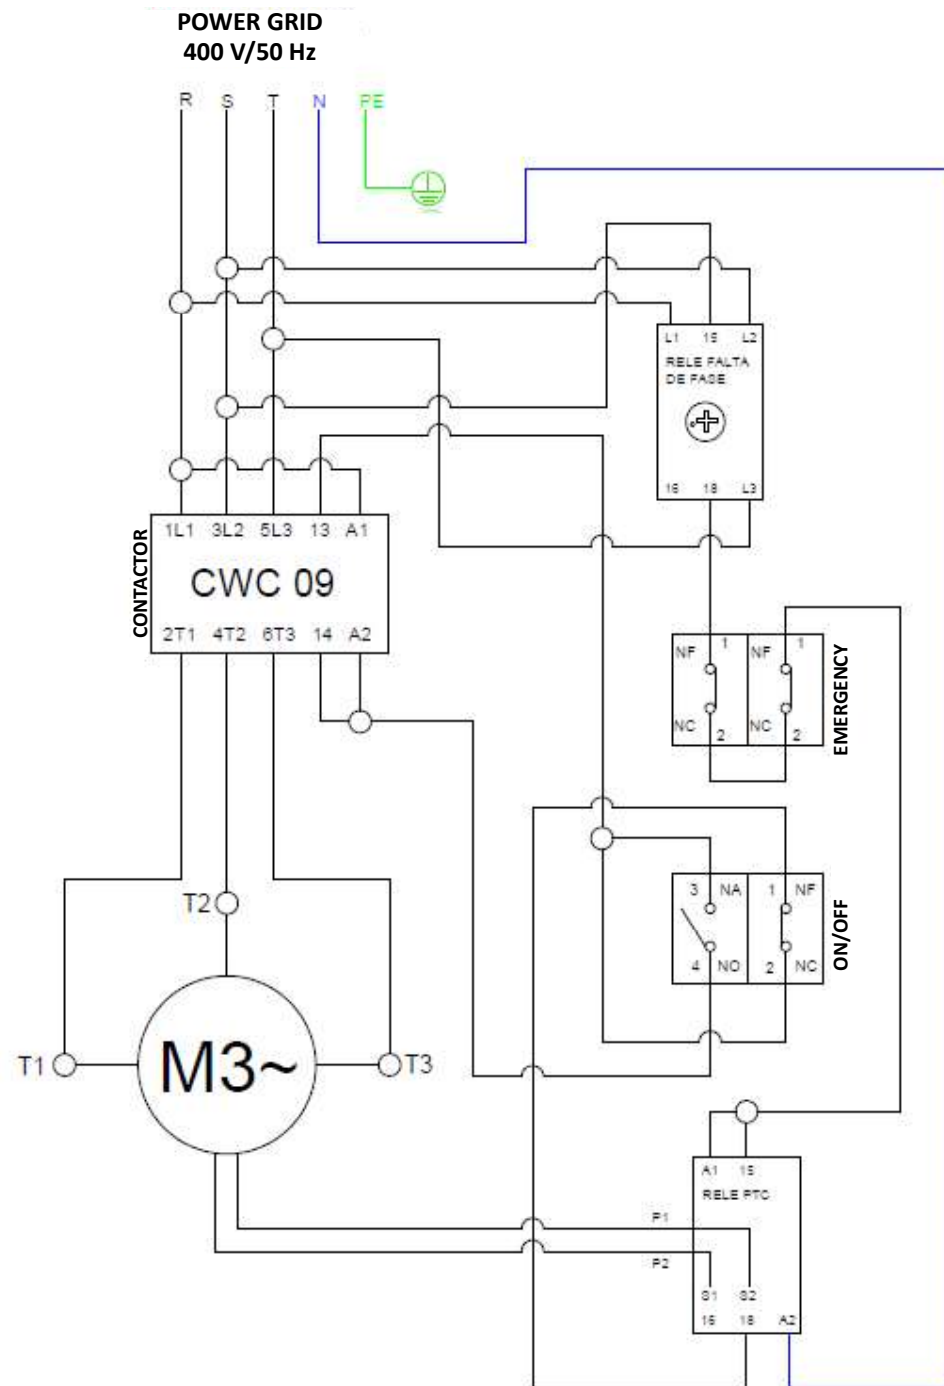 POWER GRID
400 V/50 Hz
R S T N PE
L1 15 L2
RELE FALTA
DE FASE
16 18 L3
1L1 3L2 5L3 13 A1
CONTACTOR
CWC 09
2T1 4T2 6T3 14 A2
1 1
NF NF
EMERGENCY
NC NC
2 2
3 NA 1 NF
ON/OFF
4 NO 2 NC
T2
T1 M3~ T3
A1 15
RELE PTC
P1
P2
S1 S2
16 18 A2